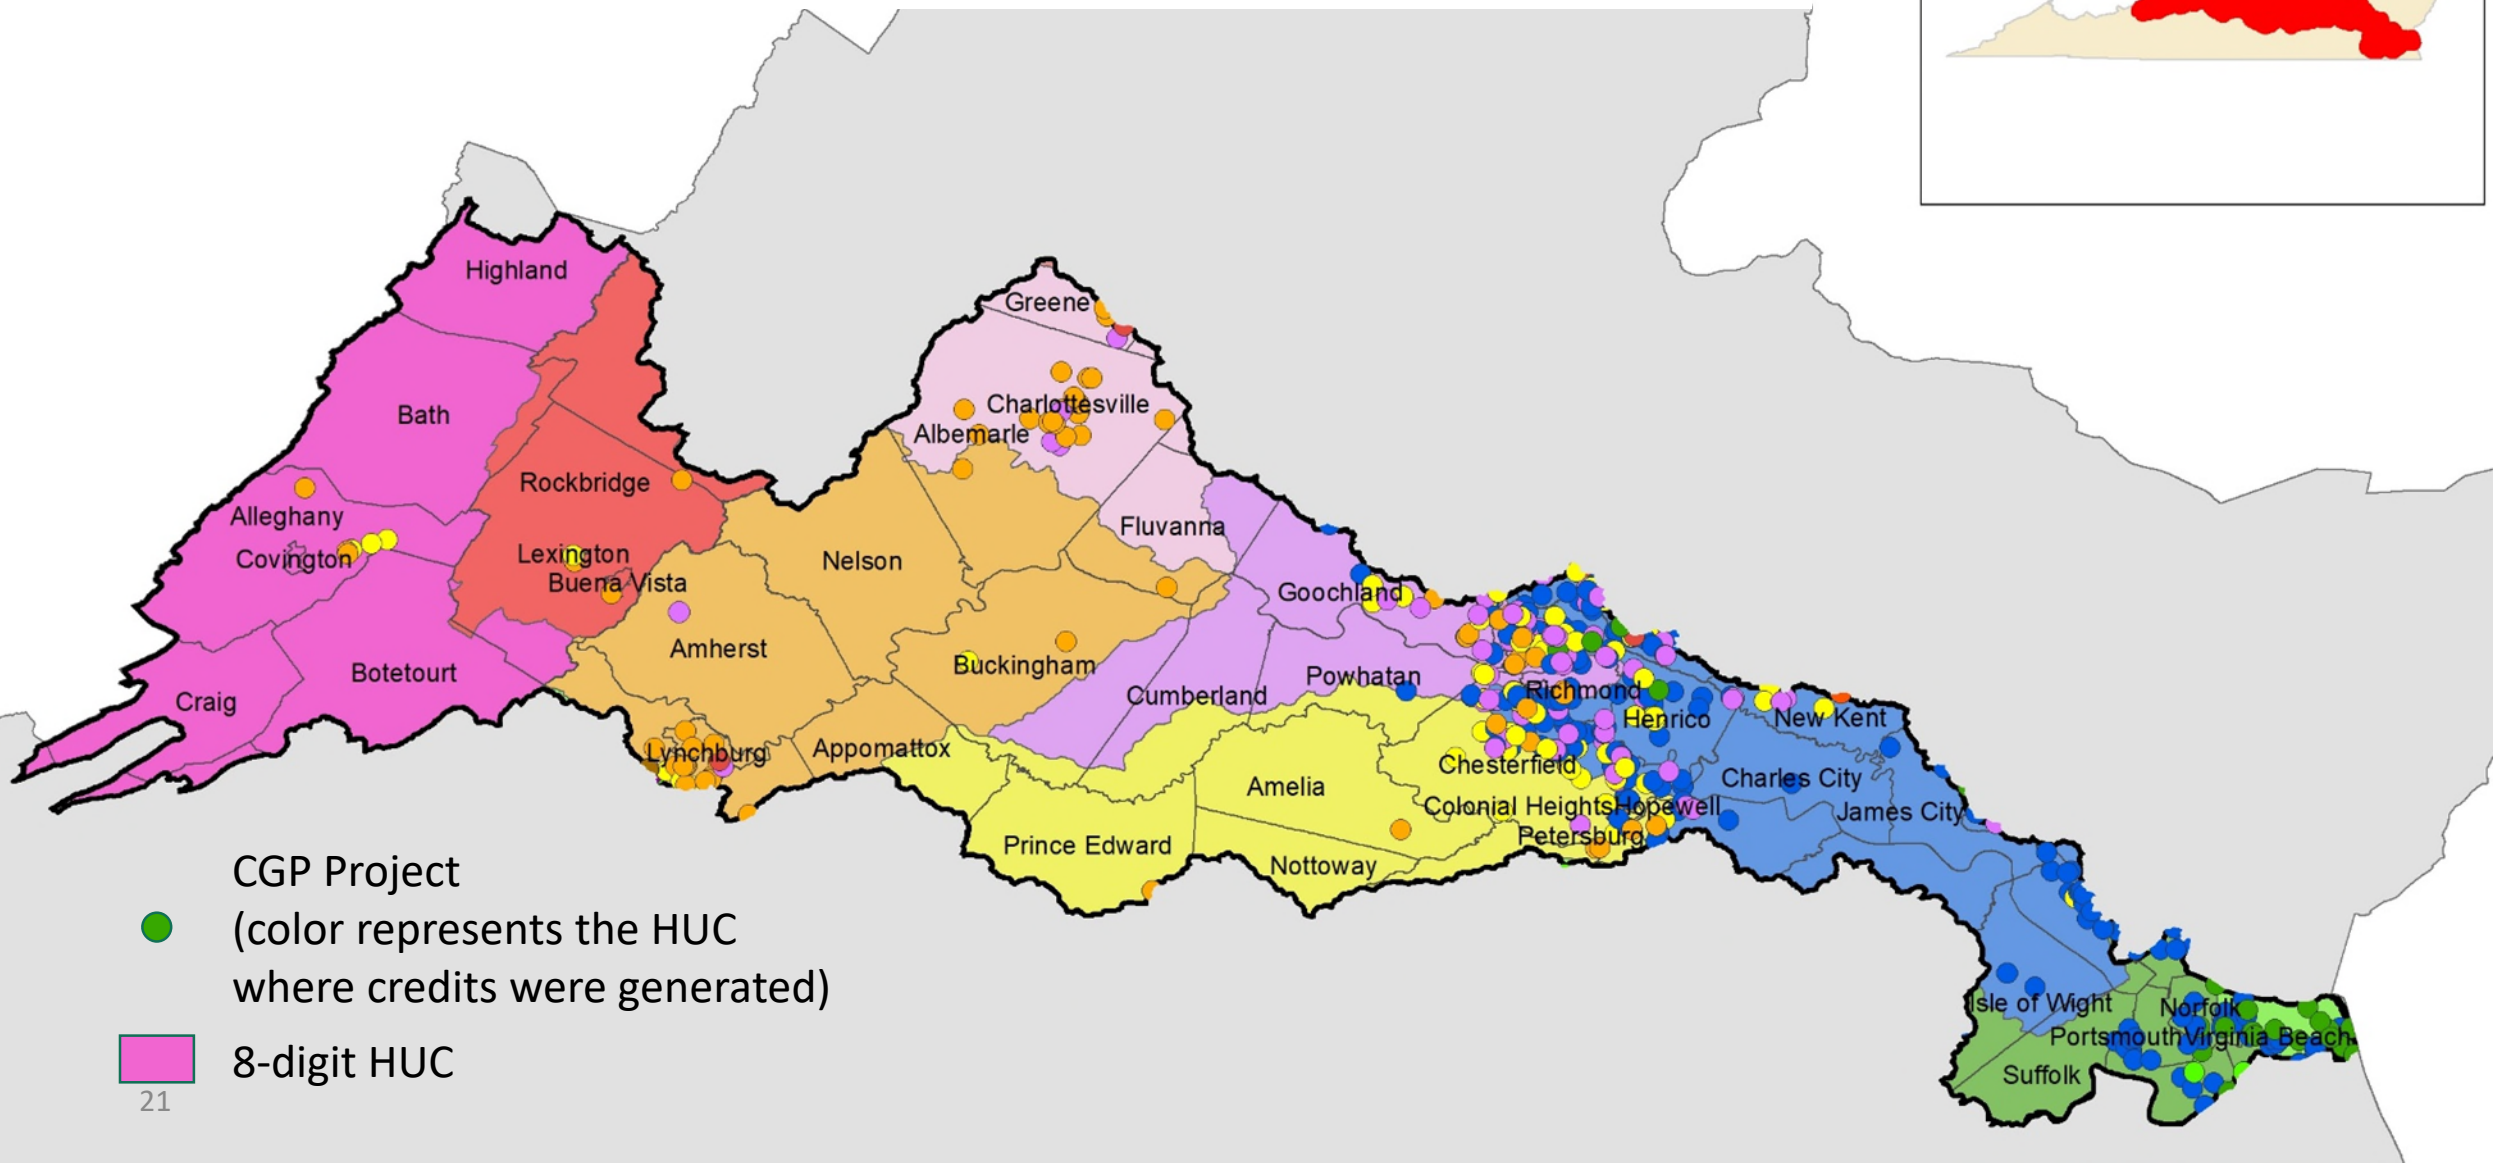 Highland
Greene
Bath
Charlottesville
Albemarle
Rockbridge
Alleghany
Fluvanna
Lexington
Covington
Nelson
Buena Vista
Goochland
Amherst
Buckingham
Botetourt
Powhatan
Craig
Cumberland
Richmond
Henrico
New Kent
Lynchburg
Appomattox
Chesterfield
Charles City
Amelia
Colonial Heights
Hopewell
James City
Petersburg
Prince Edward
Nottoway
CGP Project
(color represents the HUC
where credits were generated)
Isle of Wight
Norfolk
Portsmouth
Virginia Beach
8-digit HUC
Suffolk
21